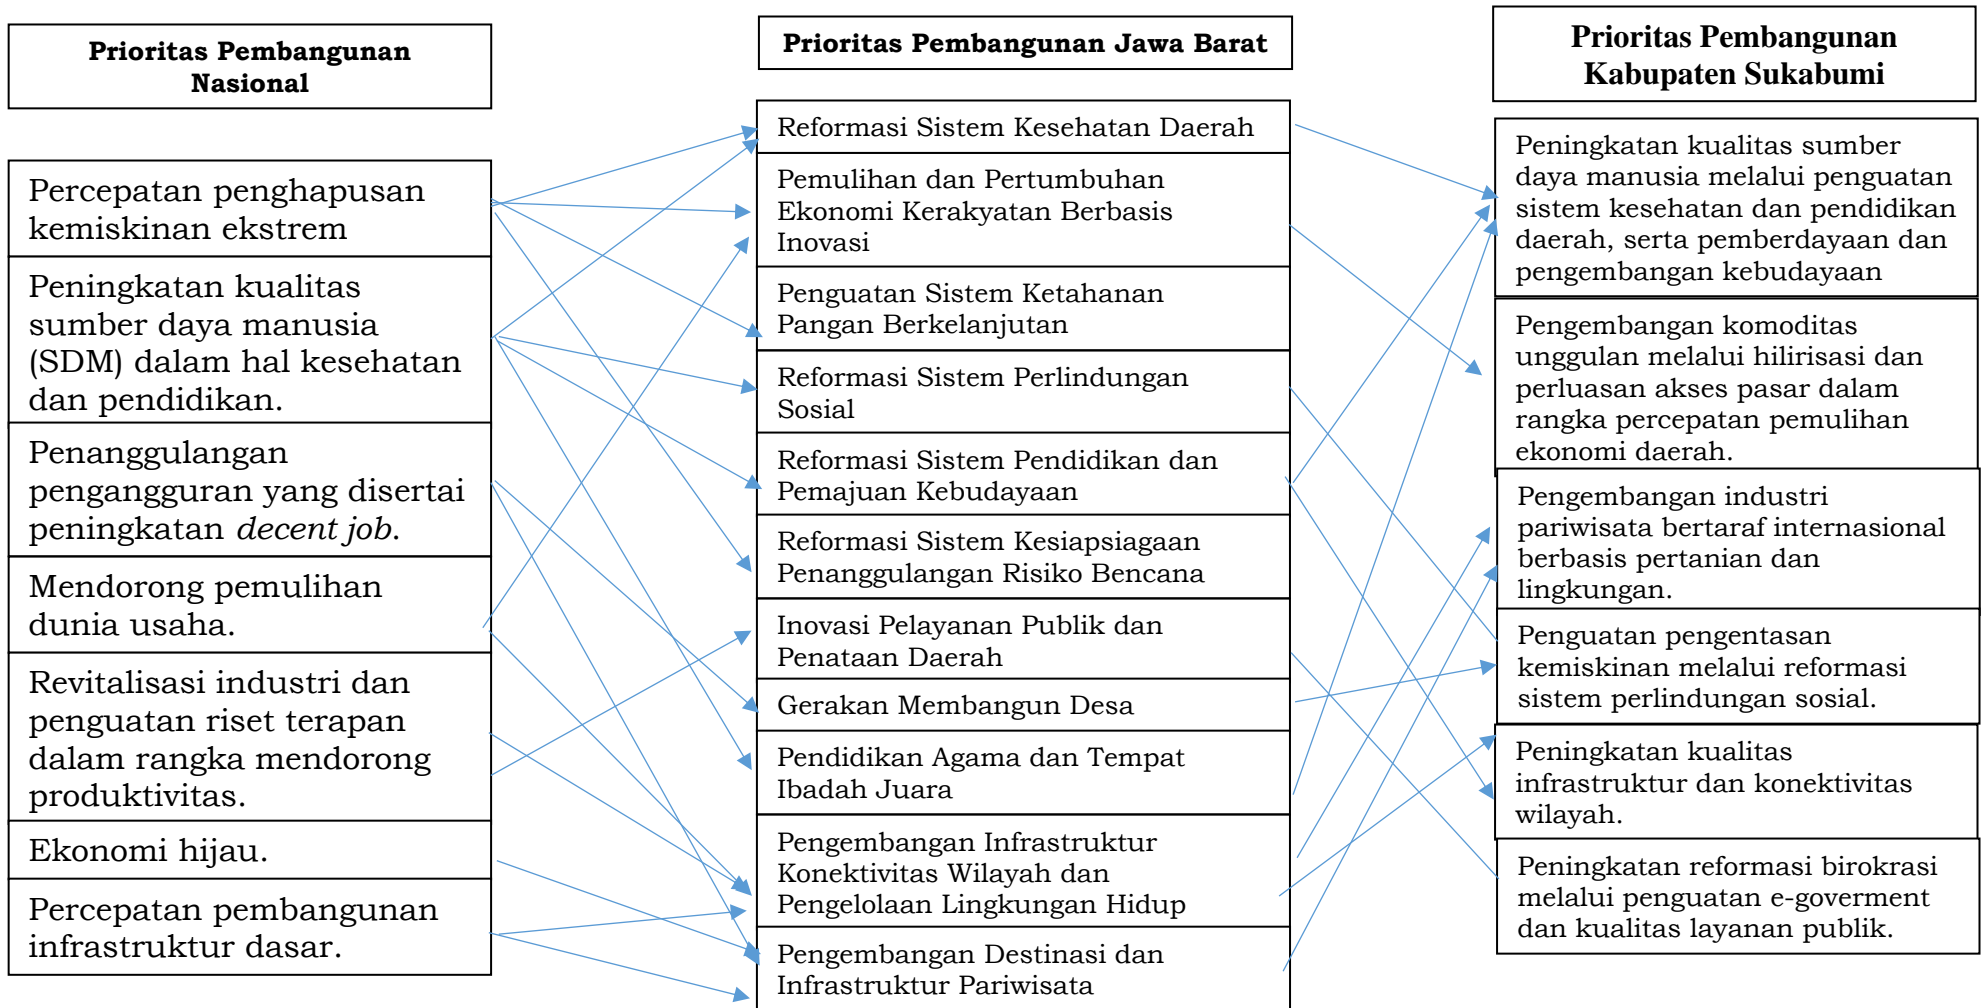 Prioritas Pembangunan
Nasional
Percepatan penghapusan
kemiskinan ekstrem
Peningkatan kualitas
sumber daya manusia
(SDM) dalam hal kesehatan
dan pendidikan.
Penanggulangan
pengangguran yang disertai
peningkatan decent job.
Mendorong pemulihan
dunia usaha.
Revitalisasi industri dan
penguatan riset terapan
dalam rangka mendorong
produktivitas.
Ekonomi hijau.
Percepatan pembangunan
infrastruktur dasar.
Prioritas Pembangunan Jawa Barat
Reformasi Sistem Kesehatan Daerah
Pemulihan dan Pertumbuhan
Ekonomi Kerakyatan Berbasis
Inovasi
Penguatan Sistem Ketahanan
Pangan Berkelanjutan
Reformasi Sistem Perlindungan
Sosial
Reformasi Sistem Pendidikan dan
Pemajuan Kebudayaan
Reformasi Sistem Kesiapsiagaan
Penanggulangan Risiko Bencana
Inovasi Pelayanan Publik dan
Penataan Daerah
Gerakan Membangun Desa
Pendidikan Agama dan Tempat
Ibadah Juara
Pengembangan Infrastruktur
Konektivitas Wilayah dan
Pengelolaan Lingkungan Hidup
Pengembangan Destinasi dan
Infrastruktur Pariwisata
Prioritas Pembangunan
Kabupaten Sukabumi
Peningkatan kualitas sumber
daya manusia melalui penguatan
sistem kesehatan dan pendidikan
daerah, serta pemberdayaan dan
pengembangan kebudayaan
Pengembangan komoditas
unggulan melalui hilirisasi dan
perluasan akses pasar dalam
rangka percepatan pemulihan
ekonomi daerah.
Pengembangan industri
pariwisata bertaraf internasional
berbasis pertanian dan
lingkungan.
Penguatan pengentasan
kemiskinan melalui reformasi
sistem perlindungan sosial.
Peningkatan kualitas
infrastruktur dan konektivitas
wilayah.
Peningkatan reformasi birokrasi
melalui penguatan e-goverment
dan kualitas layanan publik.